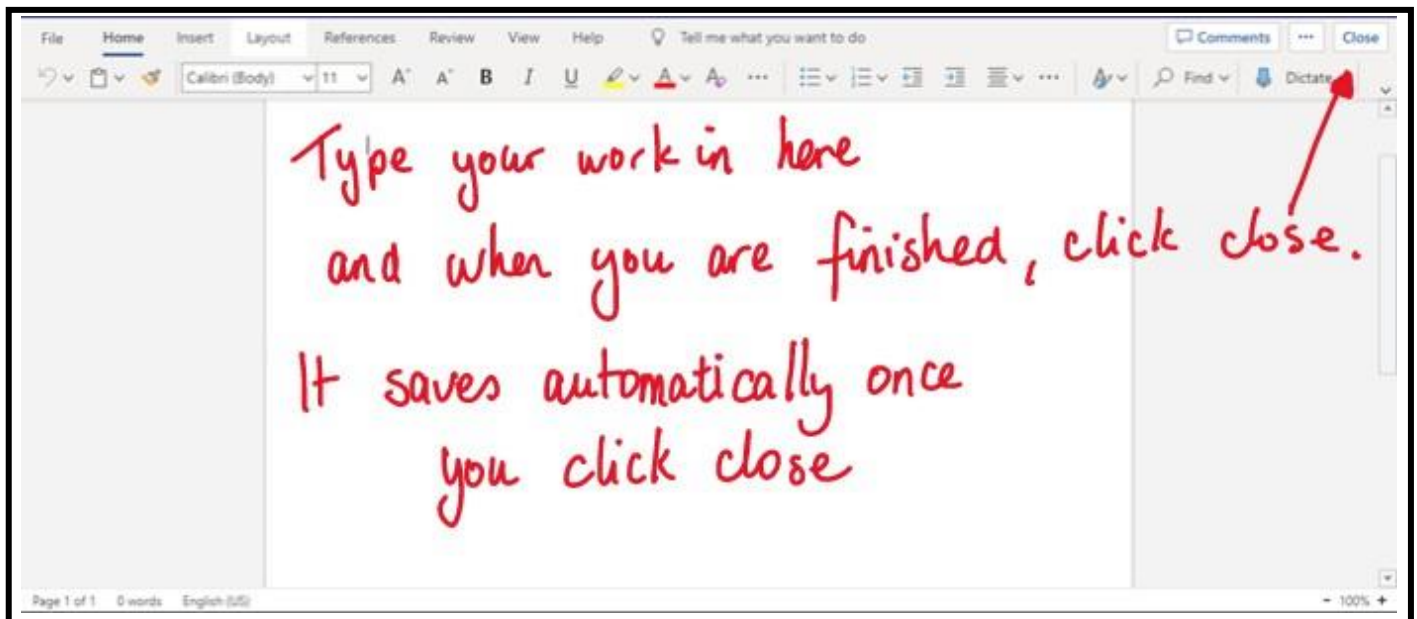 File Home Insert Layout References Review View Help Tell me what you want to do Comments ... Close
Calibri (Body) 11 A^ A˅ B I U A A ... Find Dictate
Type your work in here
and when you are finished, click close.
It saves automatically once
you click close
Page 1 of 1 0 words English (US) - 100% +